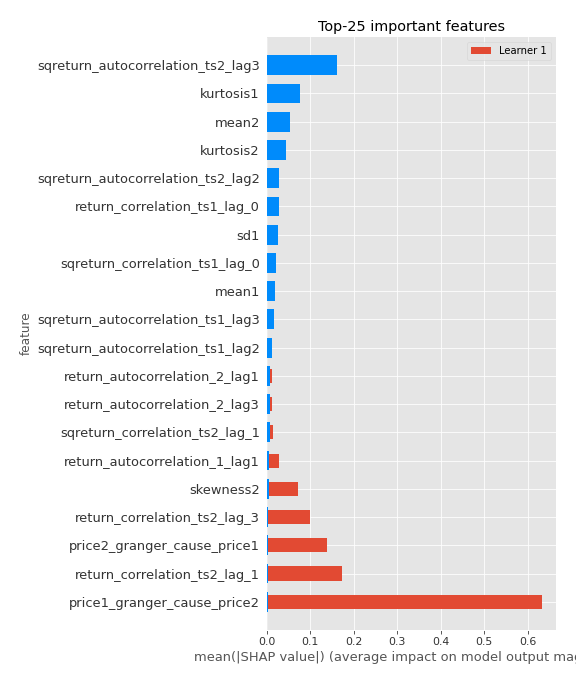 Top-25 important features
Learner 1
sqreturn_autocorrelation_ts2_lag3
kurtosis1
mean2
kurtosis2
sqreturn_autocorrelation_ts2_lag2
return_correlation_ts1_lag_0
sd1
sqreturn_correlation_ts1_lag_0
mean1
sqreturn_autocorrelation_ts1_lag3
sqreturn_autocorrelation_ts1_lag2
return_autocorrelation_2_lag1
return_autocorrelation_2_lag3
sqreturn_correlation_ts2_lag_1
return_autocorrelation_1_lag1
skewness2
return_correlation_ts2_lag_3
price2_granger_cause_price1
return_correlation_ts2_lag_1
price1_granger_cause_price2
feature
0.0 0.1 0.2 0.3 0.4 0.5 0.6
mean(|SHAP value|) (average impact on model output mag